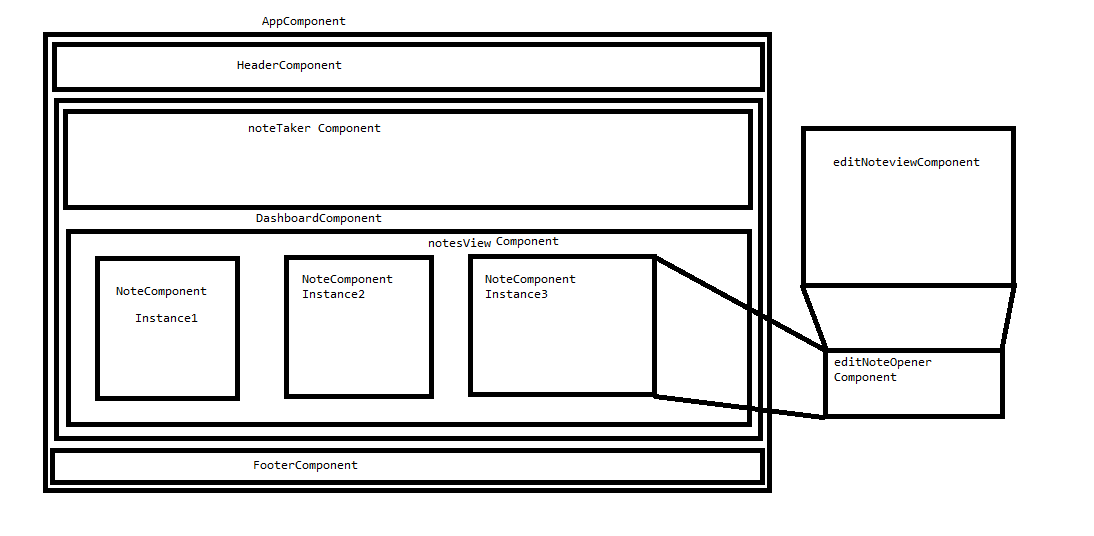 AppComponent
HeaderComponent
noteTaker Component
DashboardComponent
notesView Component
NoteComponent
Instance1
NoteComponent
Instance2
NoteComponent
Instance3
FooterComponent
editNoteviewComponent
editNoteOpener
Component